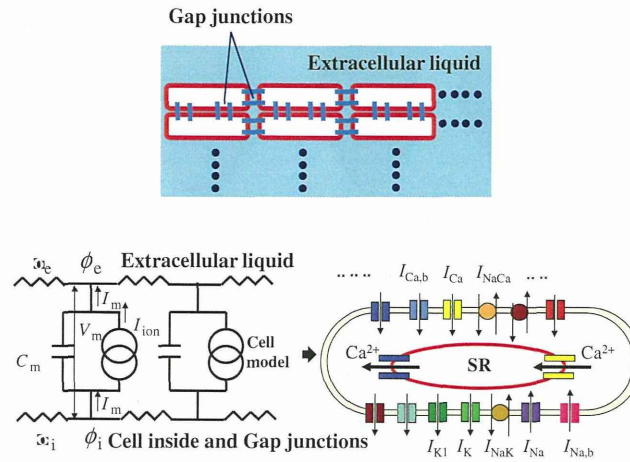 Gap junctions
Extracellular liquid
ϕe Extracellular liquid
Im
Vm Iion
Cm
Cell
model
Im
ϕi Cell inside and Gap junctions
ICa,b ICa INaCa
Ca2+ SR Ca2+
IK1 IK INaK INa INa,b